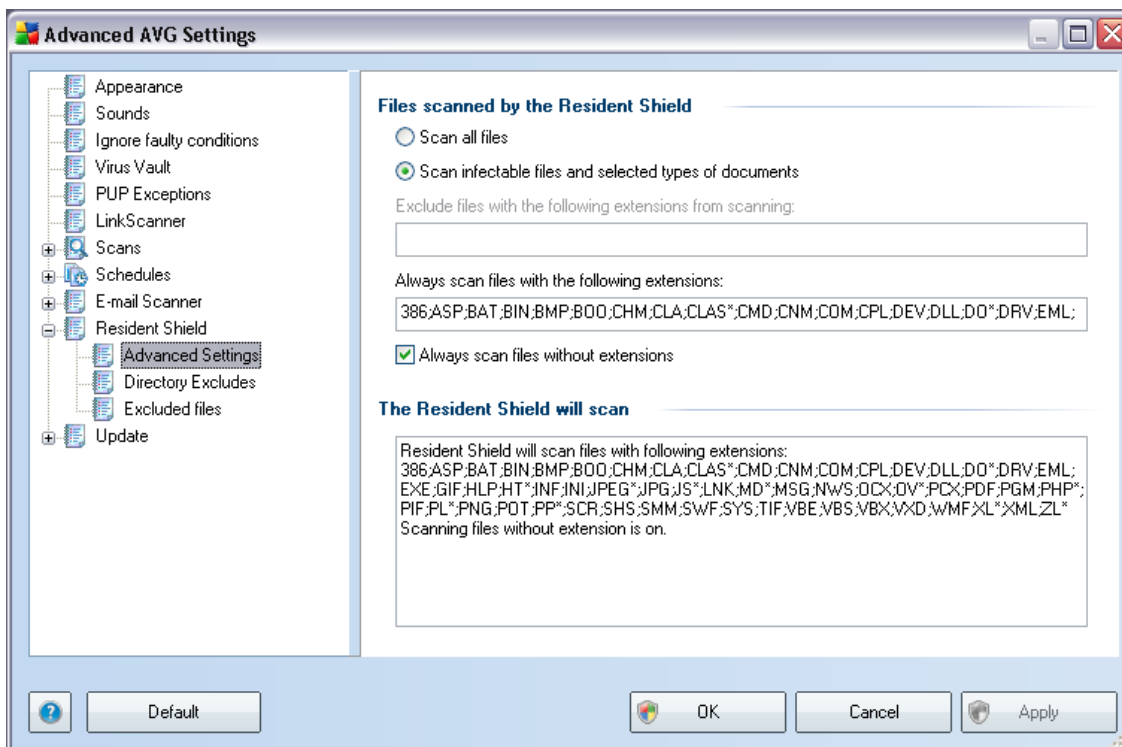 Advanced AVG Settings
Appearance
Sounds
Ignore faulty conditions
Virus Vault
PUP Exceptions
LinkScanner
Scans
Schedules
E-mail Scanner
Resident Shield
Advanced Settings
Directory Excludes
Excluded files
Update
Files scanned by the Resident Shield
Scan all files
Scan infectable files and selected types of documents
Exclude files with the following extensions from scanning:
Always scan files with the following extensions:
386;ASP;BAT;BIN;BMP;BOO;CHM;CLA;CLAS*;CMD;CNM;COM;CPL;DEV;DLL;DO*;DRV;EML;
Always scan files without extensions
The Resident Shield will scan
Resident Shield will scan files with following extensions:
386;ASP;BAT;BIN;BMP;BOO;CHM;CLA;CLAS*;CMD;CNM;COM;CPL;DEV;DLL;DO*;DRV;EML;
EXE;GIF;HLP;HT*;INF;INI;JPEG*;JPG;JS*;LNK;MD*;MSG;NWS;OCX;OV*;PCX;PDF;PGM;PHP*;
PIF;PL*;PNG;POT;PP*;SCR;SHS;SMM;SWF;SYS;TIF;VBE;VBS;VBX;VXD;WMF;XL*;XML;ZL*
Scanning files without extension is on.
?
Default
OK
Cancel
Apply